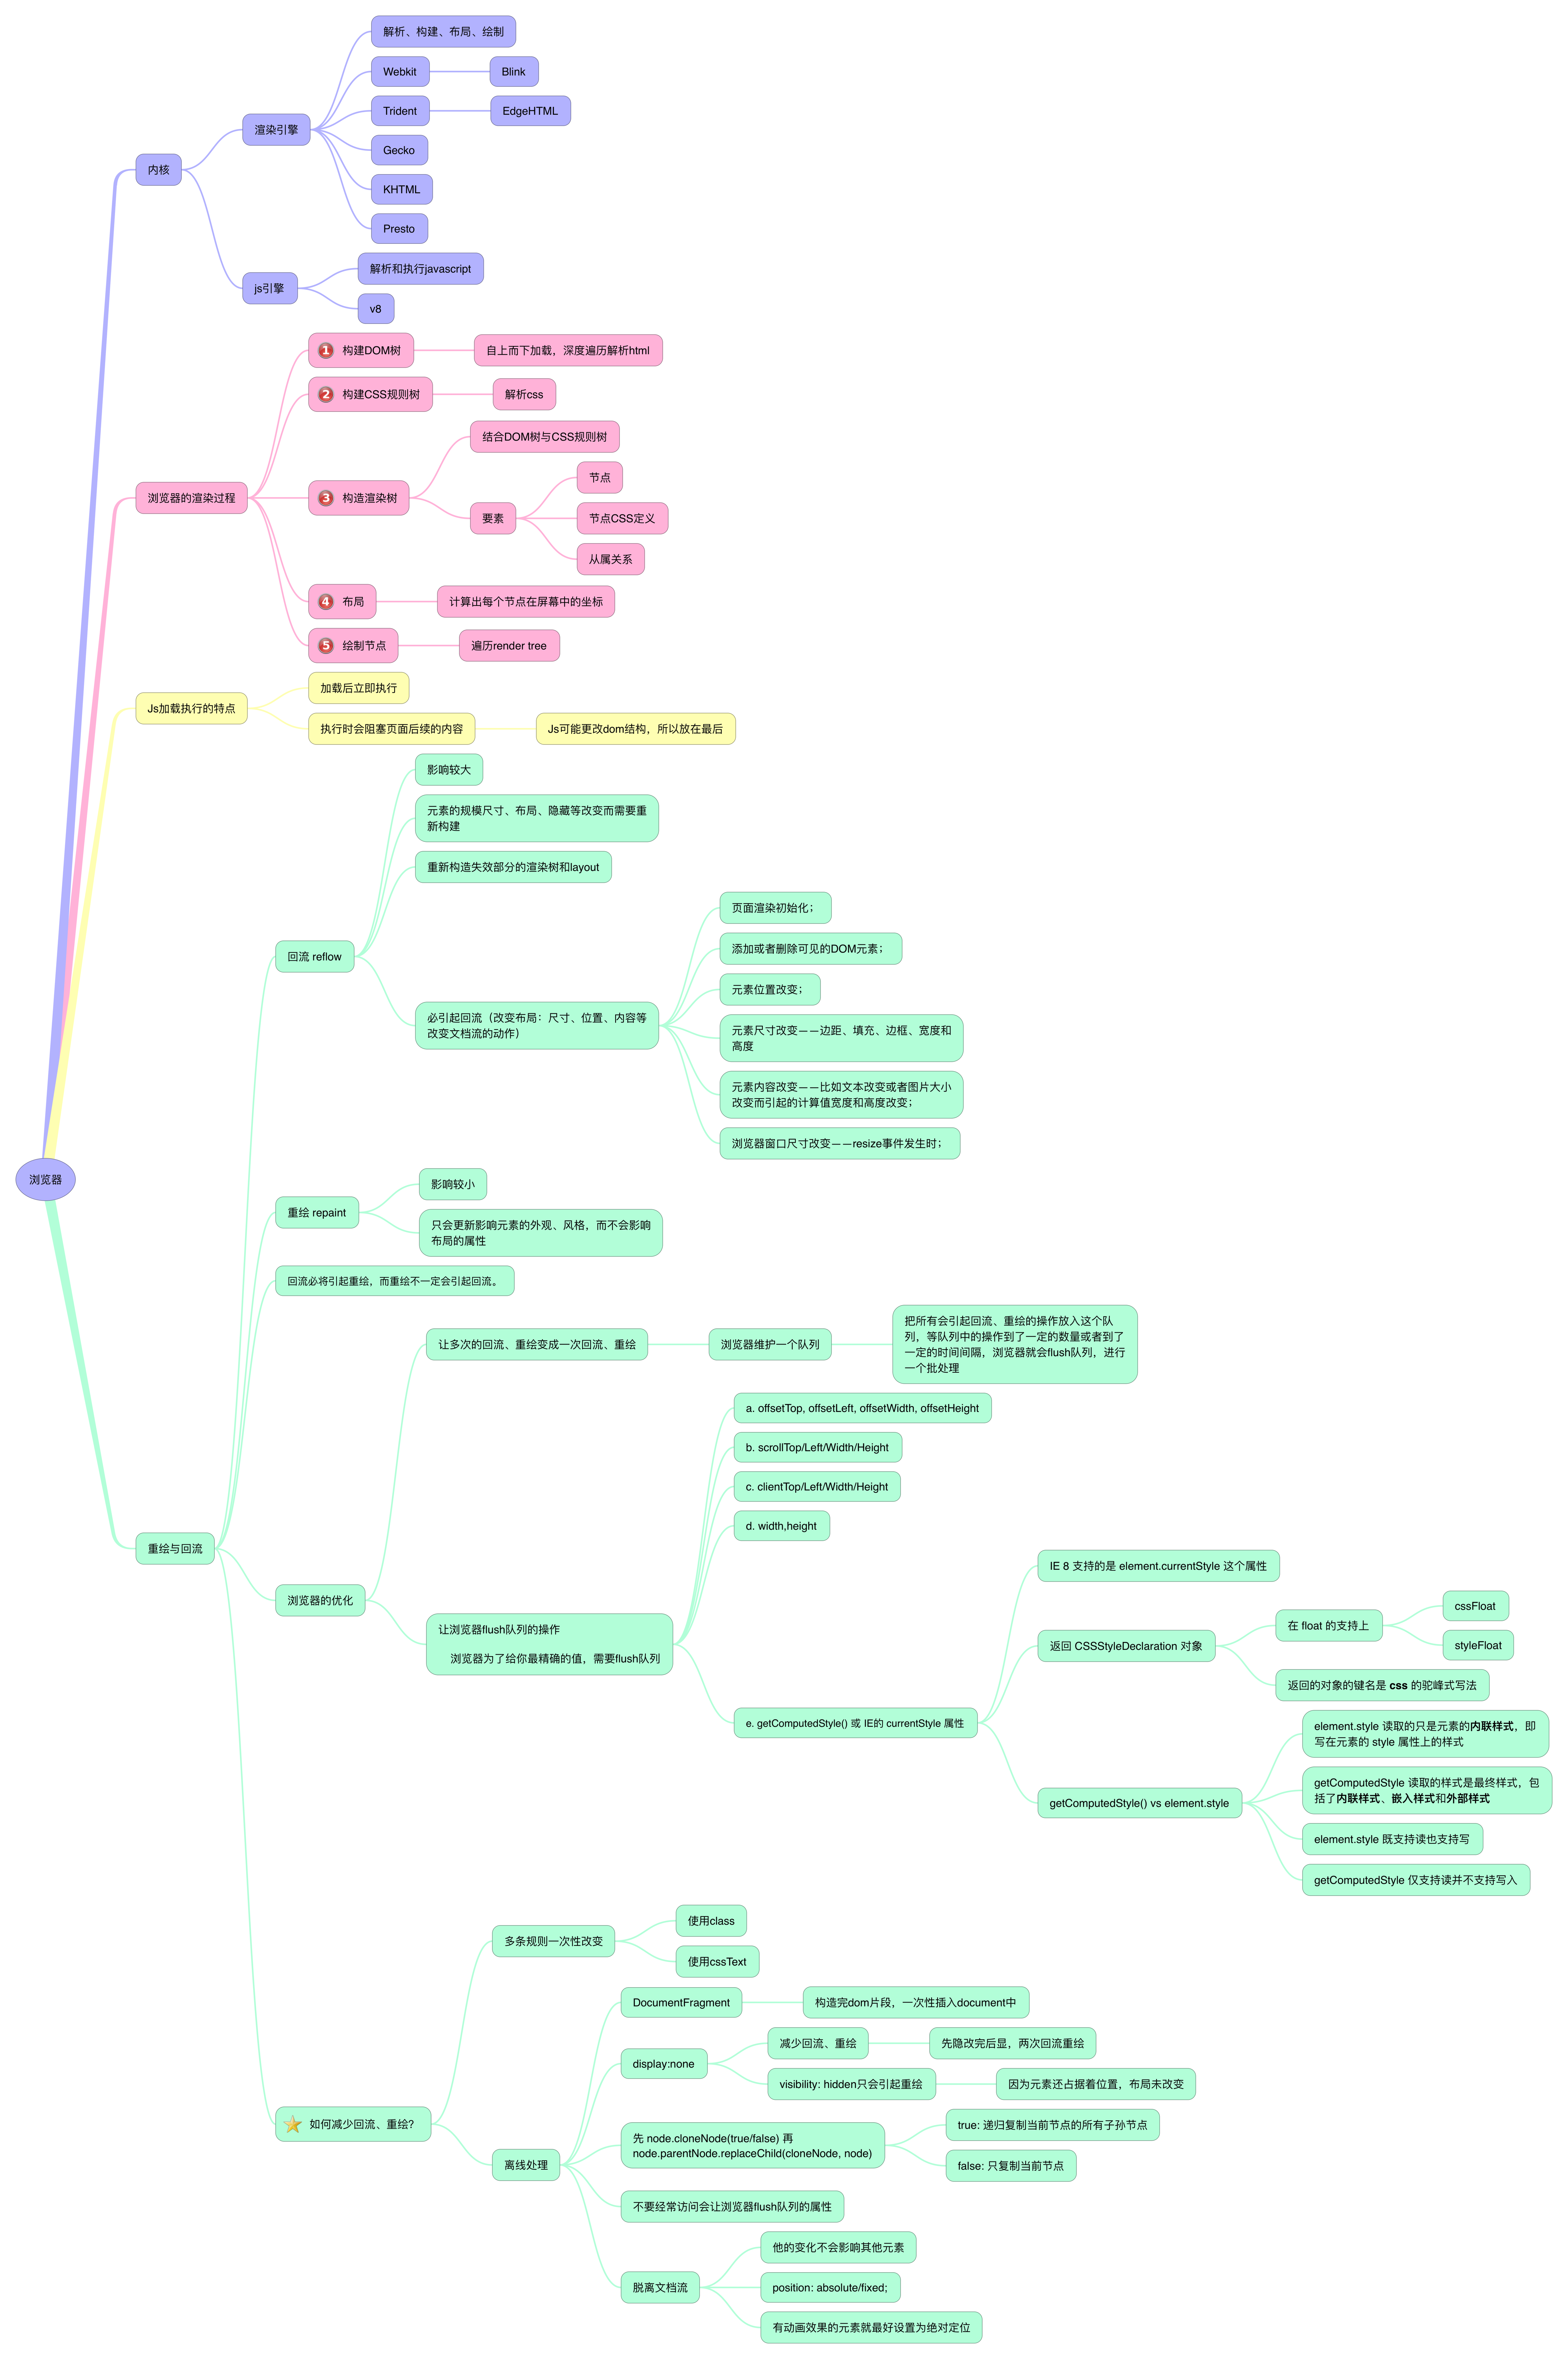 浏览器
内核
渲染引擎
解析、构建、布局、绘制
Webkit
Blink
Trident
EdgeHTML
Gecko
KHTML
Presto
js引擎
解析和执行javascript
v8
浏览器的渲染过程
1 构建DOM树
自上而下加载，深度遍历解析html
2 构建CSS规则树
解析css
3 构造渲染树
结合DOM树与CSS规则树
要素
节点
节点CSS定义
从属关系
4 布局
计算出每个节点在屏幕中的坐标
5 绘制节点
遍历render tree
Js加载执行的特点
加载后立即执行
执行时会阻塞页面后续的内容
Js可能更改dom结构，所以放在最后
重绘与回流
回流 reflow
影响较大
元素的规模尺寸、布局、隐藏等改变而需要重
新构建
重新构造失效部分的渲染树和layout
必引起回流（改变布局：尺寸、位置、内容等
改变文档流的动作）
页面渲染初始化；
添加或者删除可见的DOM元素；
元素位置改变；
元素尺寸改变——边距、填充、边框、宽度和
高度
元素内容改变——比如文本改变或者图片大小
改变而引起的计算值宽度和高度改变；
浏览器窗口尺寸改变——resize事件发生时；
重绘 repaint
影响较小
只会更新影响元素的外观、风格，而不会影响
布局的属性
回流必将引起重绘，而重绘不一定会引起回流。
浏览器的优化
让多次的回流、重绘变成一次回流、重绘
浏览器维护一个队列
把所有会引起回流、重绘的操作放入这个队
列，等队列中的操作到了一定的数量或者到了
一定的时间间隔，浏览器就会flush队列，进行
一个批处理
让浏览器flush队列的操作
浏览器为了给你最精确的值，需要flush队列
a. offsetTop, offsetLeft, offsetWidth, offsetHeight
b. scrollTop/Left/Width/Height
c. clientTop/Left/Width/Height
d. width,height
e. getComputedStyle() 或 IE的 currentStyle 属性
IE 8 支持的是 element.currentStyle 这个属性
返回 CSSStyleDeclaration 对象
在 float 的支持上
cssFloat
styleFloat
返回的对象的键名是 css 的驼峰式写法
getComputedStyle() vs element.style
element.style 读取的只是元素的内联样式，即
写在元素的 style 属性上的样式
getComputedStyle 读取的样式是最终样式，包
括了内联样式、嵌入样式和外部样式
element.style 既支持读也支持写
getComputedStyle 仅支持读并不支持写入
如何减少回流、重绘？
多条规则一次性改变
使用class
使用cssText
离线处理
DocumentFragment
构造完dom片段，一次性插入document中
display:none
减少回流、重绘
先隐改完后显，两次回流重绘
visibility: hidden只会引起重绘
因为元素还占据着位置，布局未改变
先 node.cloneNode(true/false) 再
node.parentNode.replaceChild(cloneNode, node)
true: 递归复制当前节点的所有子孙节点
false: 只复制当前节点
不要经常访问会让浏览器flush队列的属性
脱离文档流
他的变化不会影响其他元素
position: absolute/fixed;
有动画效果的元素就最好设置为绝对定位